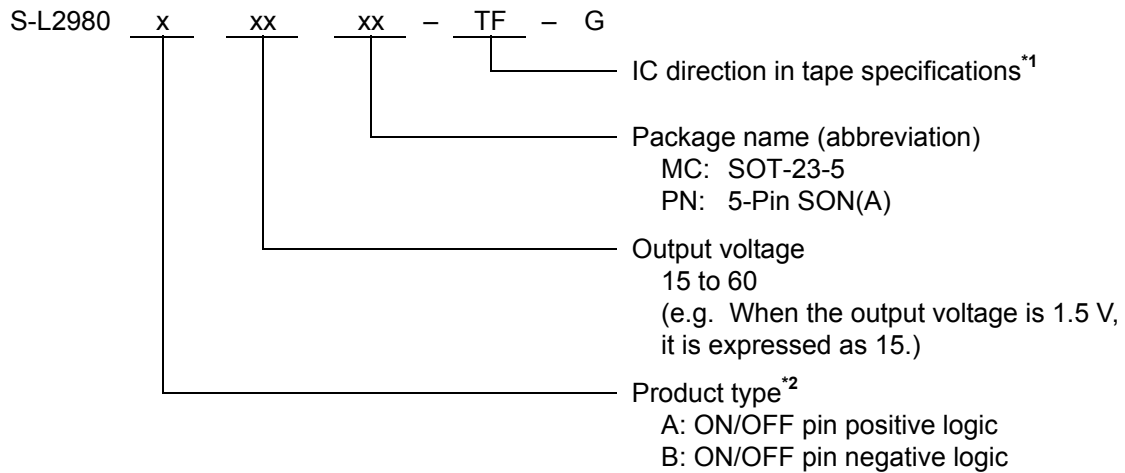 S-L2980 x xx xx – TF – G
IC direction in tape specifications*1
Package name (abbreviation)
MC: SOT-23-5
PN: 5-Pin SON(A)
Output voltage
15 to 60
(e.g. When the output voltage is 1.5 V,
it is expressed as 15.)
Product type*2
A: ON/OFF pin positive logic
B: ON/OFF pin negative logic